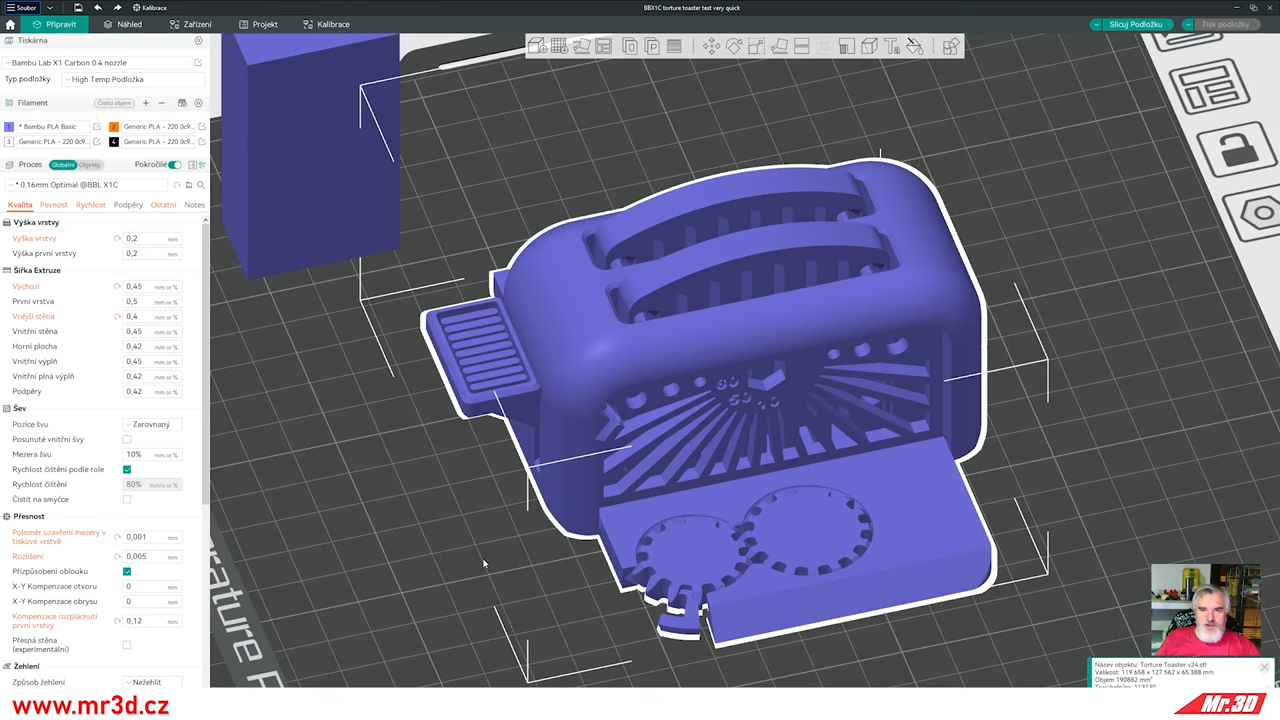 Soubor
Kalibrace
BBX1C torture toaster test very quick
Připravit
Náhled
Zařízení
Projekt
Kalibrace
Slicuj Podložku
Tisk podložky
Tiskárna
Bambu Lab X1 Carbon 0.4 nozzle
Typ podložky
High Temp Podložka
Filament
Čistící objem
1 * Bambu PLA Basic
2 Generic PLA - 220 0c9...
3 Generic PLA - 220 0c9...
4 Generic PLA - 220 0c9...
Proces
Globální
Objekty
Pokročilé
* 0.16mm Optimal @BBL X1C
Kvalita
Pevnost
Rychlost
Podpěry
Ostatní
Notes
Výška vrstvy
Výška vrstvy 0,2 mm
Výška první vrstvy 0,2 mm
Šířka Extruze
Výchozí 0,45 mm or %
První vrstva 0,5 mm or %
Vnější stěna 0,4 mm or %
Vnitřní stěna 0,45 mm or %
Horní plocha 0,42 mm or %
Vnitřní výplň 0,45 mm or %
Vnitřní plná výplň 0,42 mm or %
Podpěry 0,42 mm or %
Šev
Pozice švu Zarovnaný
Posunuté vnitřní švy
Mezera švu 10% mm or %
Rychlost čištění podle role
Rychlost čištění 80% mm/s or %
Čistit na smyčce
Přesnost
Poloměr uzavření mezery v
tiskové vrstvě 0,001 mm
Rozlišení 0,005 mm
Přizpůsobení oblouku
X-Y Kompenzace otvoru 0 mm
X-Y Kompenzace obrysu 0 mm
Kompenzace rozplácnutí
první vrstvy 0,12 mm
Přesná stěna
(experimentální)
Žehlení
Způsob žehlení Nežehlit
80
50
40
Název objektu: Torture Toaster v24.stl
Velikost: 119.658 x 127.562 x 65.388 mm
Objem 190882 mm³
www.mr3d.cz
Mr.3D